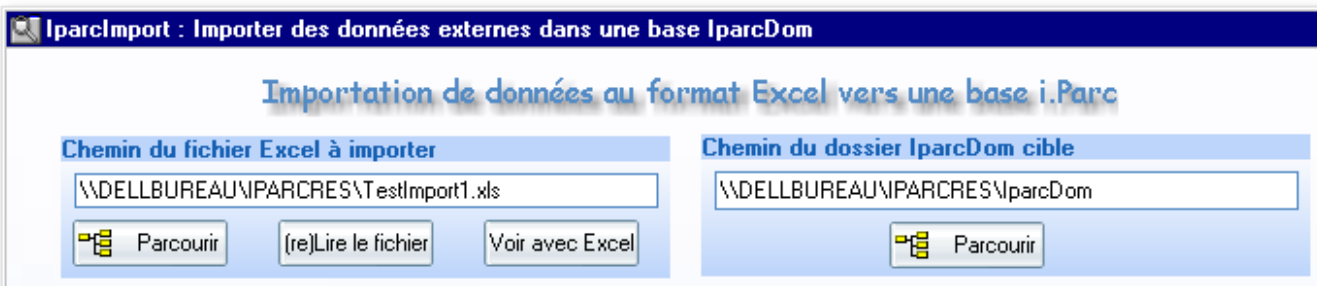 IparcImport : Importer des données externes dans une base IparcDom
Importation de données au format Excel vers une base i.Parc
Chemin du fichier Excel à importer
\\DELLBUREAU\IPARCRES\TestImport1.xls
Parcourir
(re)Lire le fichier
Voir avec Excel
Chemin du dossier IparcDom cible
\\DELLBUREAU\IPARCRES\IparcDom
Parcourir